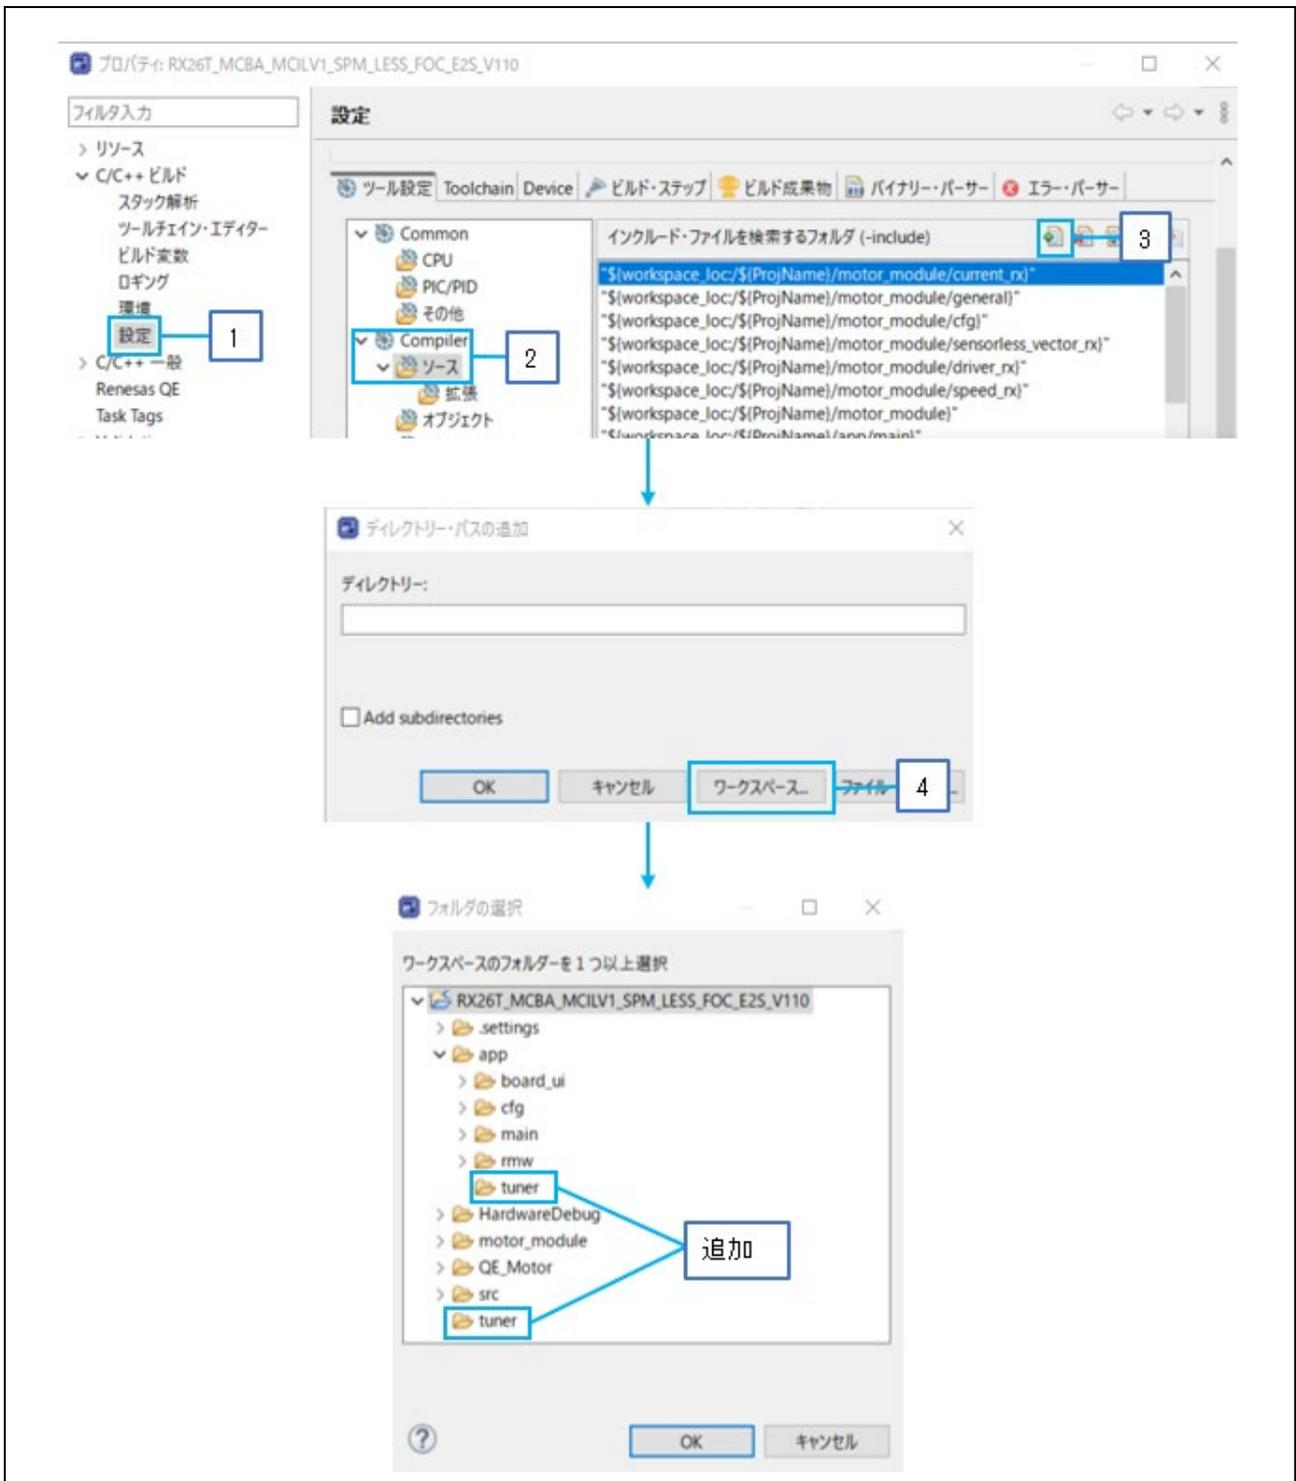 プロパティ: RX26T_MCBA_MCILV1_SPM_LESS_FOC_E2S_V110
フィルタ入力
設定
リソース
C/C++ ビルド
スタック解析
ツールチェイン・エディター
ビルド変数
ロギング
環境
設定
1
C/C++ 一般
Renesas QE
Task Tags
ツール設定 Toolchain Device ビルド・ステップ ビルド成果物 バイナリー・パーサー エラー・パーサー
Common
CPU
PIC/PID
その他
Compiler
ソース
2
拡張
オブジェクト
インクルード・ファイルを検索するフォルダ (-include)
3
"${workspace_loc:/${ProjName}/motor_module/current_rx}"
"${workspace_loc:/${ProjName}/motor_module/general}"
"${workspace_loc:/${ProjName}/motor_module/cfg}"
"${workspace_loc:/${ProjName}/motor_module/sensorless_vector_rx}"
"${workspace_loc:/${ProjName}/motor_module/driver_rx}"
"${workspace_loc:/${ProjName}/motor_module/speed_rx}"
"${workspace_loc:/${ProjName}/motor_module}"
"${workspace_loc:/${ProjName}/app/main}"
ディレクトリー・パスの追加
ディレクトリー:
Add subdirectories
OK キャンセル ワークスペース... ファイル 4
フォルダの選択
ワークスペースのフォルダーを 1 つ以上選択
RX26T_MCBA_MCILV1_SPM_LESS_FOC_E2S_V110
.settings
app
board_ui
cfg
main
rmw
tuner
HardwareDebug
motor_module
追加
QE_Motor
src
tuner
OK キャンセル